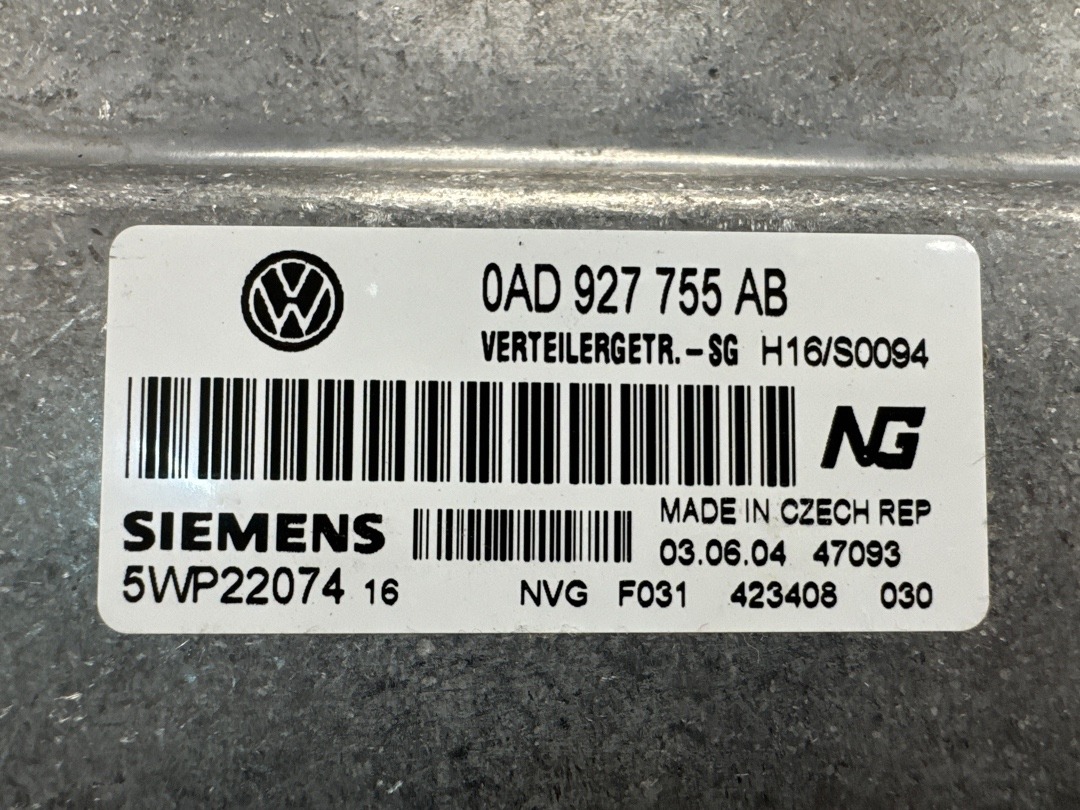 0AD 927 755 AB
VERTEILERGETR.-SG H16/S0094
NG
SIEMENS
MADE IN CZECH REP
03.06.04 47093
5WP22074 16
NVG F031 423408 030